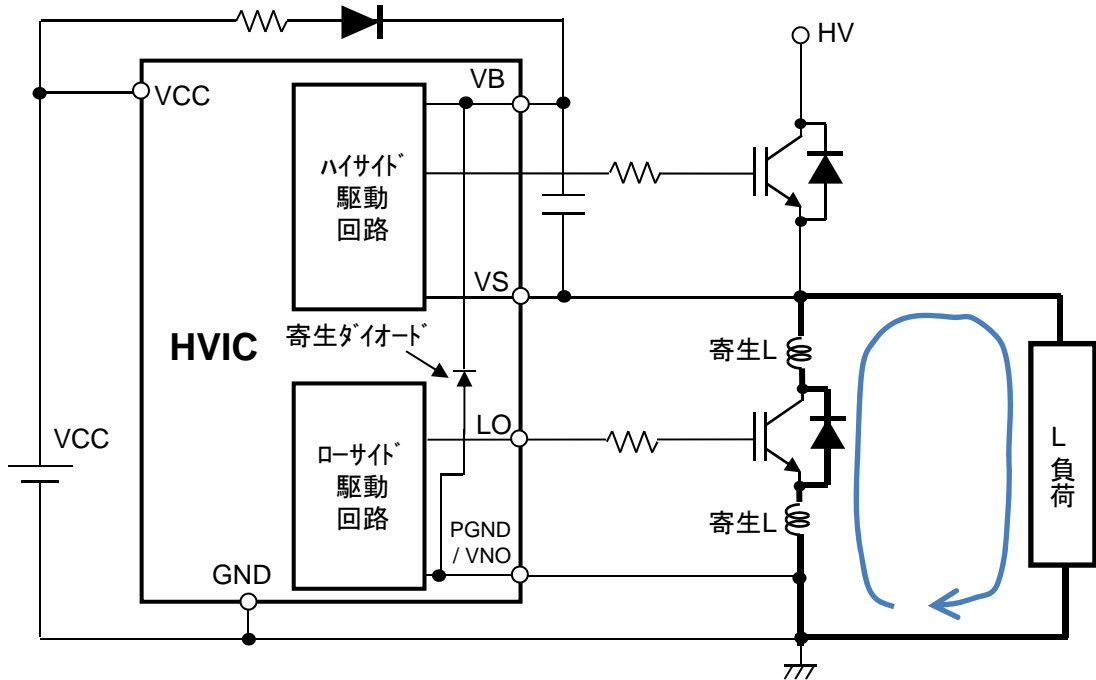 HV
VB
VCC
ﾊｲｻｲﾄﾞ
駆動
回路
VS
寄生ﾀﾞｲｵｰﾄﾞ
HVIC
寄生L
LO
VCC
ﾛｰｻｲﾄﾞ
駆動
回路
L負荷
PGND
/ VNO
寄生L
GND